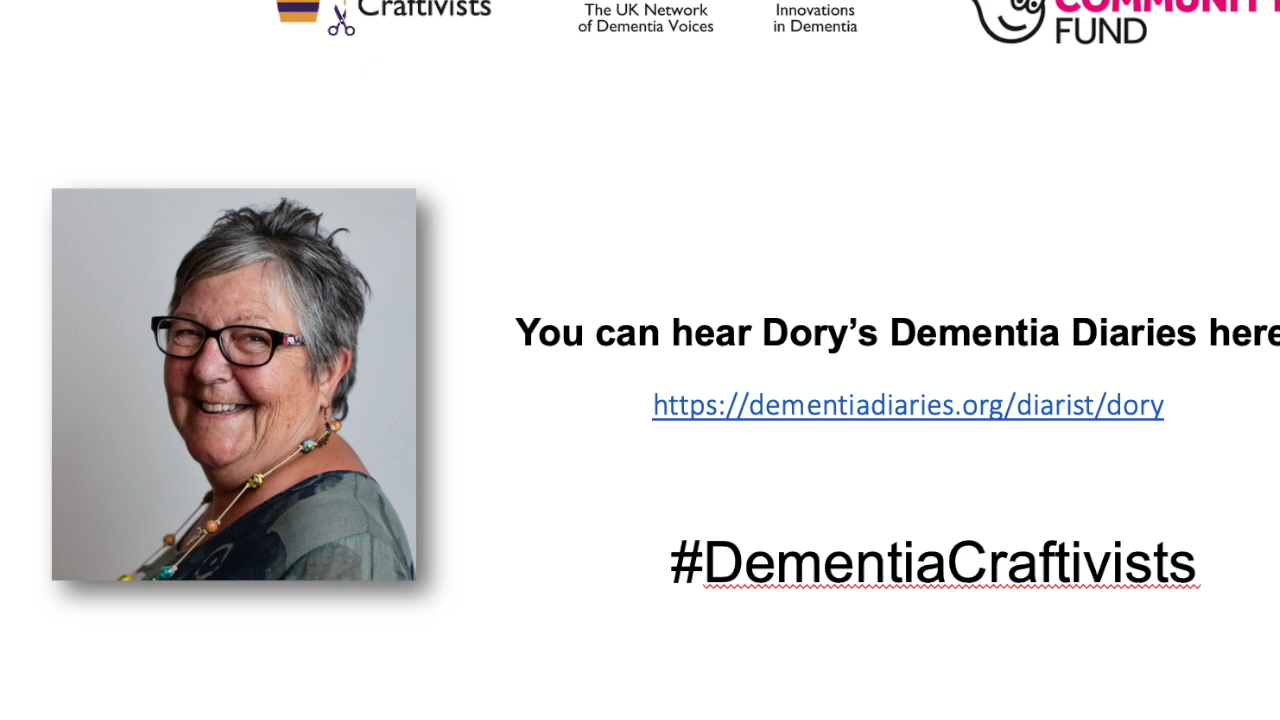 Craftivists
The UK Network
of Dementia Voices
Innovations
in Dementia
COMMUNITY
FUND
You can hear Dory’s Dementia Diaries here
https://dementiadiaries.org/diarist/dory
#DementiaCraftivists